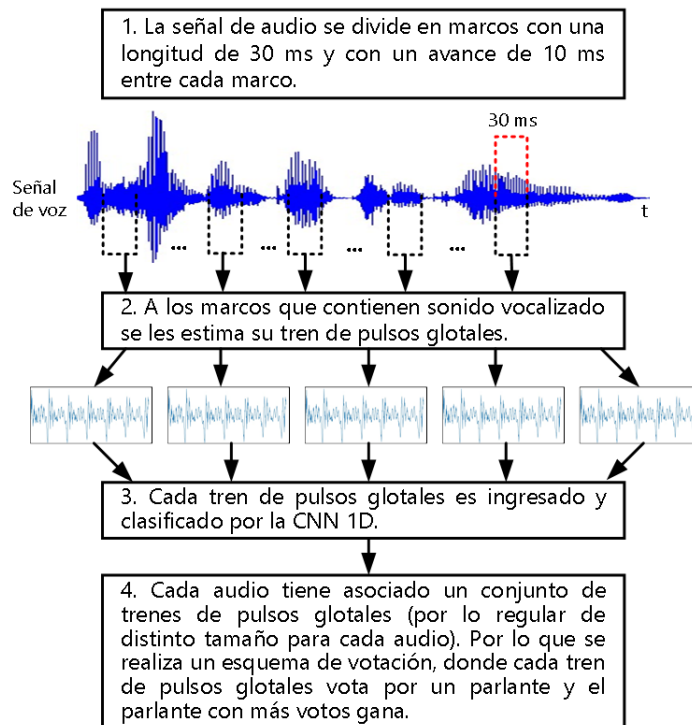 1. La señal de audio se divide en marcos con una
longitud de 30 ms y con un avance de 10 ms
entre cada marco.
30 ms
Señal
de voz
t
... ... ... ...
2. A los marcos que contienen sonido vocalizado
se les estima su tren de pulsos glotales.
3. Cada tren de pulsos glotales es ingresado y
clasificado por la CNN 1D.
4. Cada audio tiene asociado un conjunto de
trenes de pulsos glotales (por lo regular de
distinto tamaño para cada audio). Por lo que se
realiza un esquema de votación, donde cada tren
de pulsos glotales vota por un parlante y el
parlante con más votos gana.